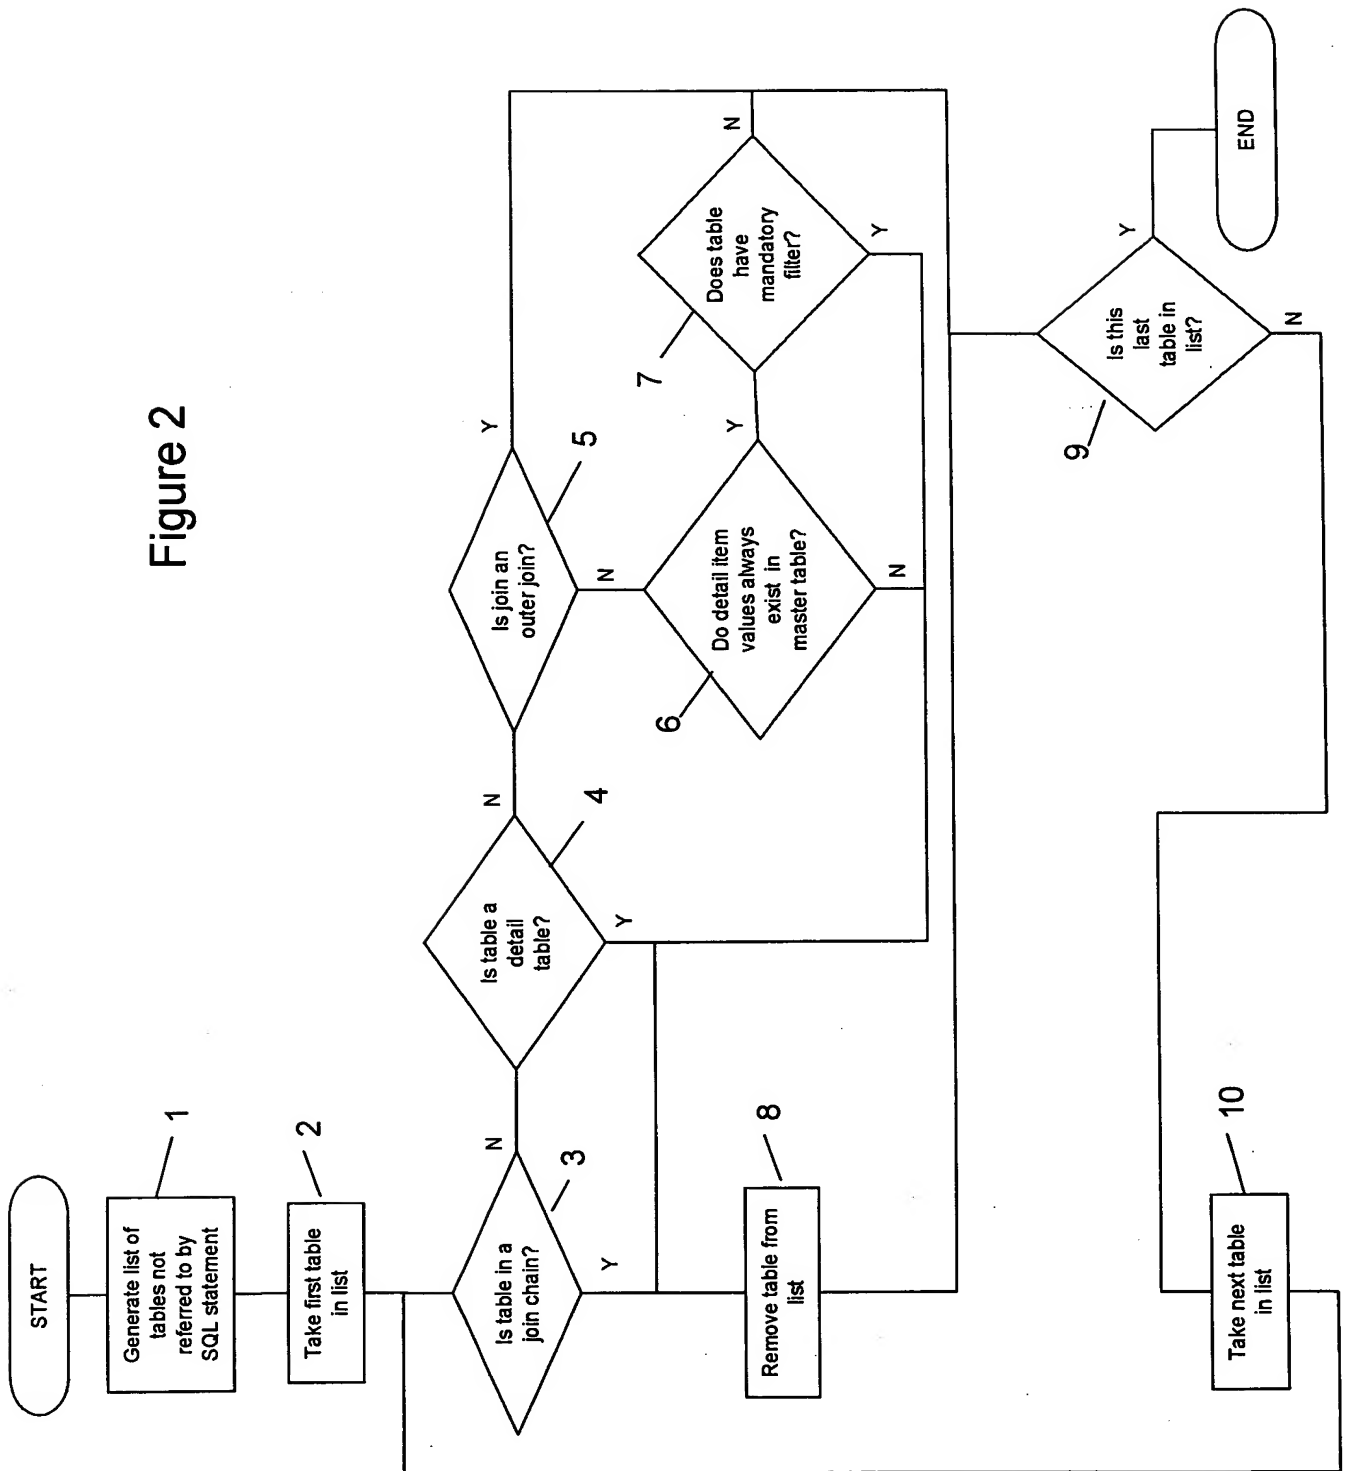 Figure 2
START
Generate list of
tables not
referred to by
SQL statement
1
Take first table
in list
2
Is table in a
join chain?
3
N
Y
Is table a
detail
table?
4
N
Y
Is join an
outer join?
5
Y
N
Do detail item
values always
exist in
master table?
6
Y
N
Does table
have
mandatory
filter?
7
N
Y
Remove table from
list
8
Is this
last
table in
list?
9
Y
N
Take next table
in list
10
END